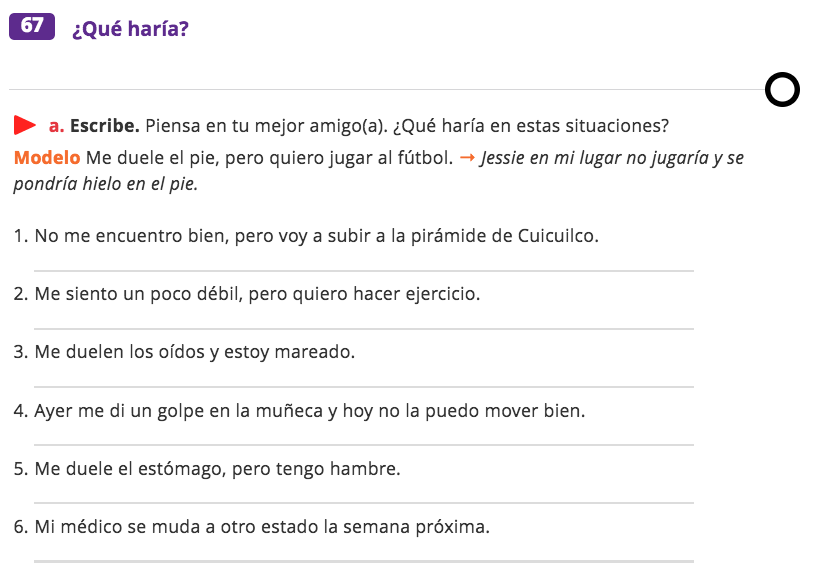 67 ¿Qué haría?
a. Escribe. Piensa en tu mejor amigo(a). ¿Qué haría en estas situaciones?
Modelo Me duele el pie, pero quiero jugar al fútbol. → Jessie en mi lugar no jugaría y se
pondría hielo en el pie.
1. No me encuentro bien, pero voy a subir a la pirámide de Cuicuilco.
2. Me siento un poco débil, pero quiero hacer ejercicio.
3. Me duelen los oídos y estoy mareado.
4. Ayer me di un golpe en la muñeca y hoy no la puedo mover bien.
5. Me duele el estómago, pero tengo hambre.
6. Mi médico se muda a otro estado la semana próxima.